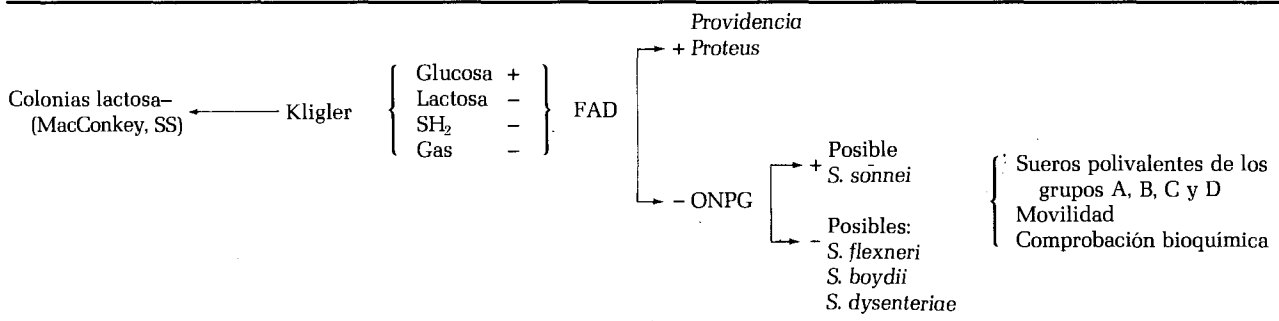 Colonias lactosa–
(MacConkey, SS)
Kligler
Glucosa +
Lactosa –
SH₂ –
Gas –
FAD
Providencia
+ Proteus
– ONPG
+ Posible
S. sonnei
– Posibles:
S. flexneri
S. boydii
S. dysenteriae
Sueros polivalentes de los
grupos A, B, C y D
Movilidad
Comprobación bioquímica